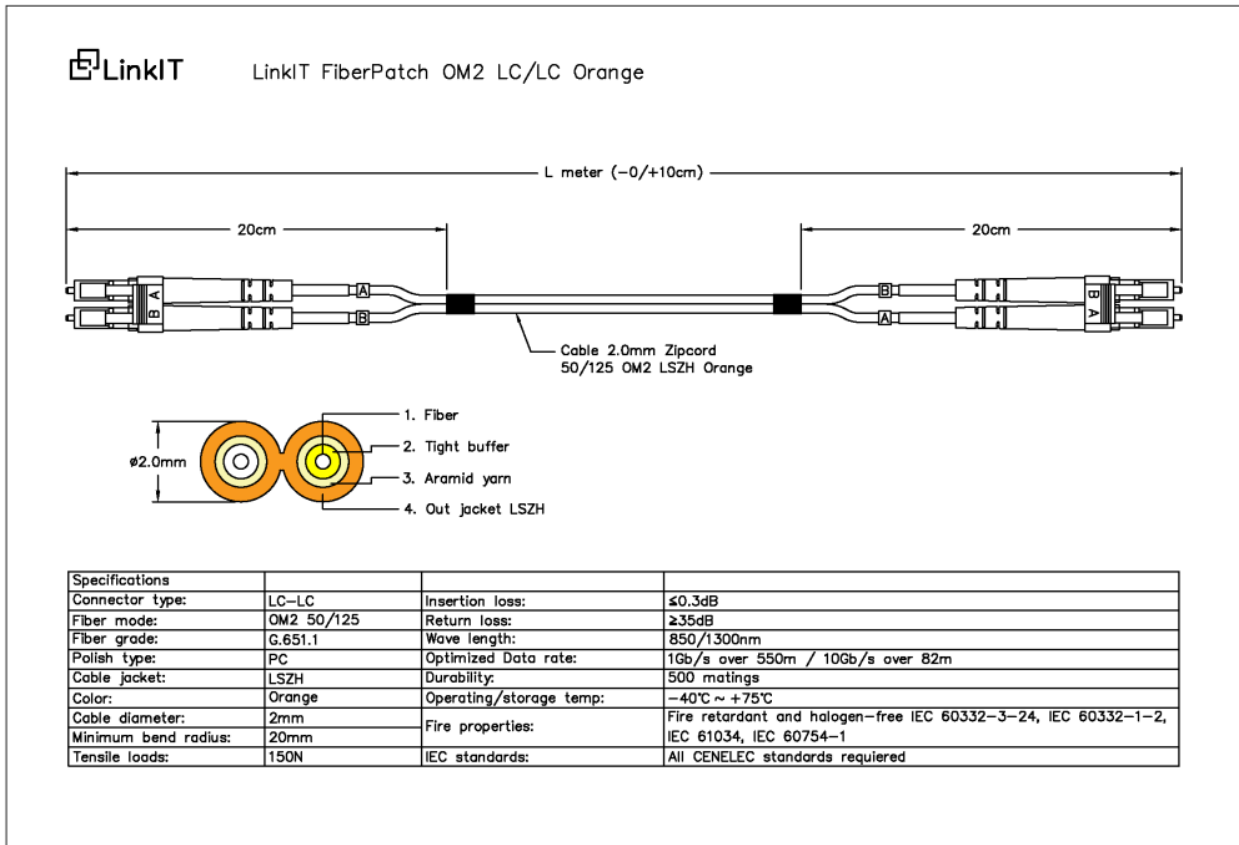 LinkIT
LinkIT FiberPatch OM2 LC/LC Orange
L meter (-0/+10cm)
20cm
20cm
A
B
A
B
B
A
B
A
Cable 2.0mm Zipcord
50/125 OM2 LSZH Orange
ø2.0mm
1. Fiber
2. Tight buffer
3. Aramid yarn
4. Out jacket LSZH
Specifications
Connector type: LC-LC Insertion loss: ≤0.3dB
Fiber mode: OM2 50/125 Return loss: ≥35dB
Fiber grade: G.651.1 Wave length: 850/1300nm
Polish type: PC Optimized Data rate: 1Gb/s over 550m / 10Gb/s over 82m
Cable jacket: LSZH Durability: 500 matings
Color: Orange Operating/storage temp: -40℃ ~ +75℃
Cable diameter: 2mm Fire properties: Fire retardant and halogen-free IEC 60332-3-24, IEC 60332-1-2,
Minimum bend radius: 20mm IEC 61034, IEC 60754-1
Tensile loads: 150N IEC standards: All CENELEC standards requiered